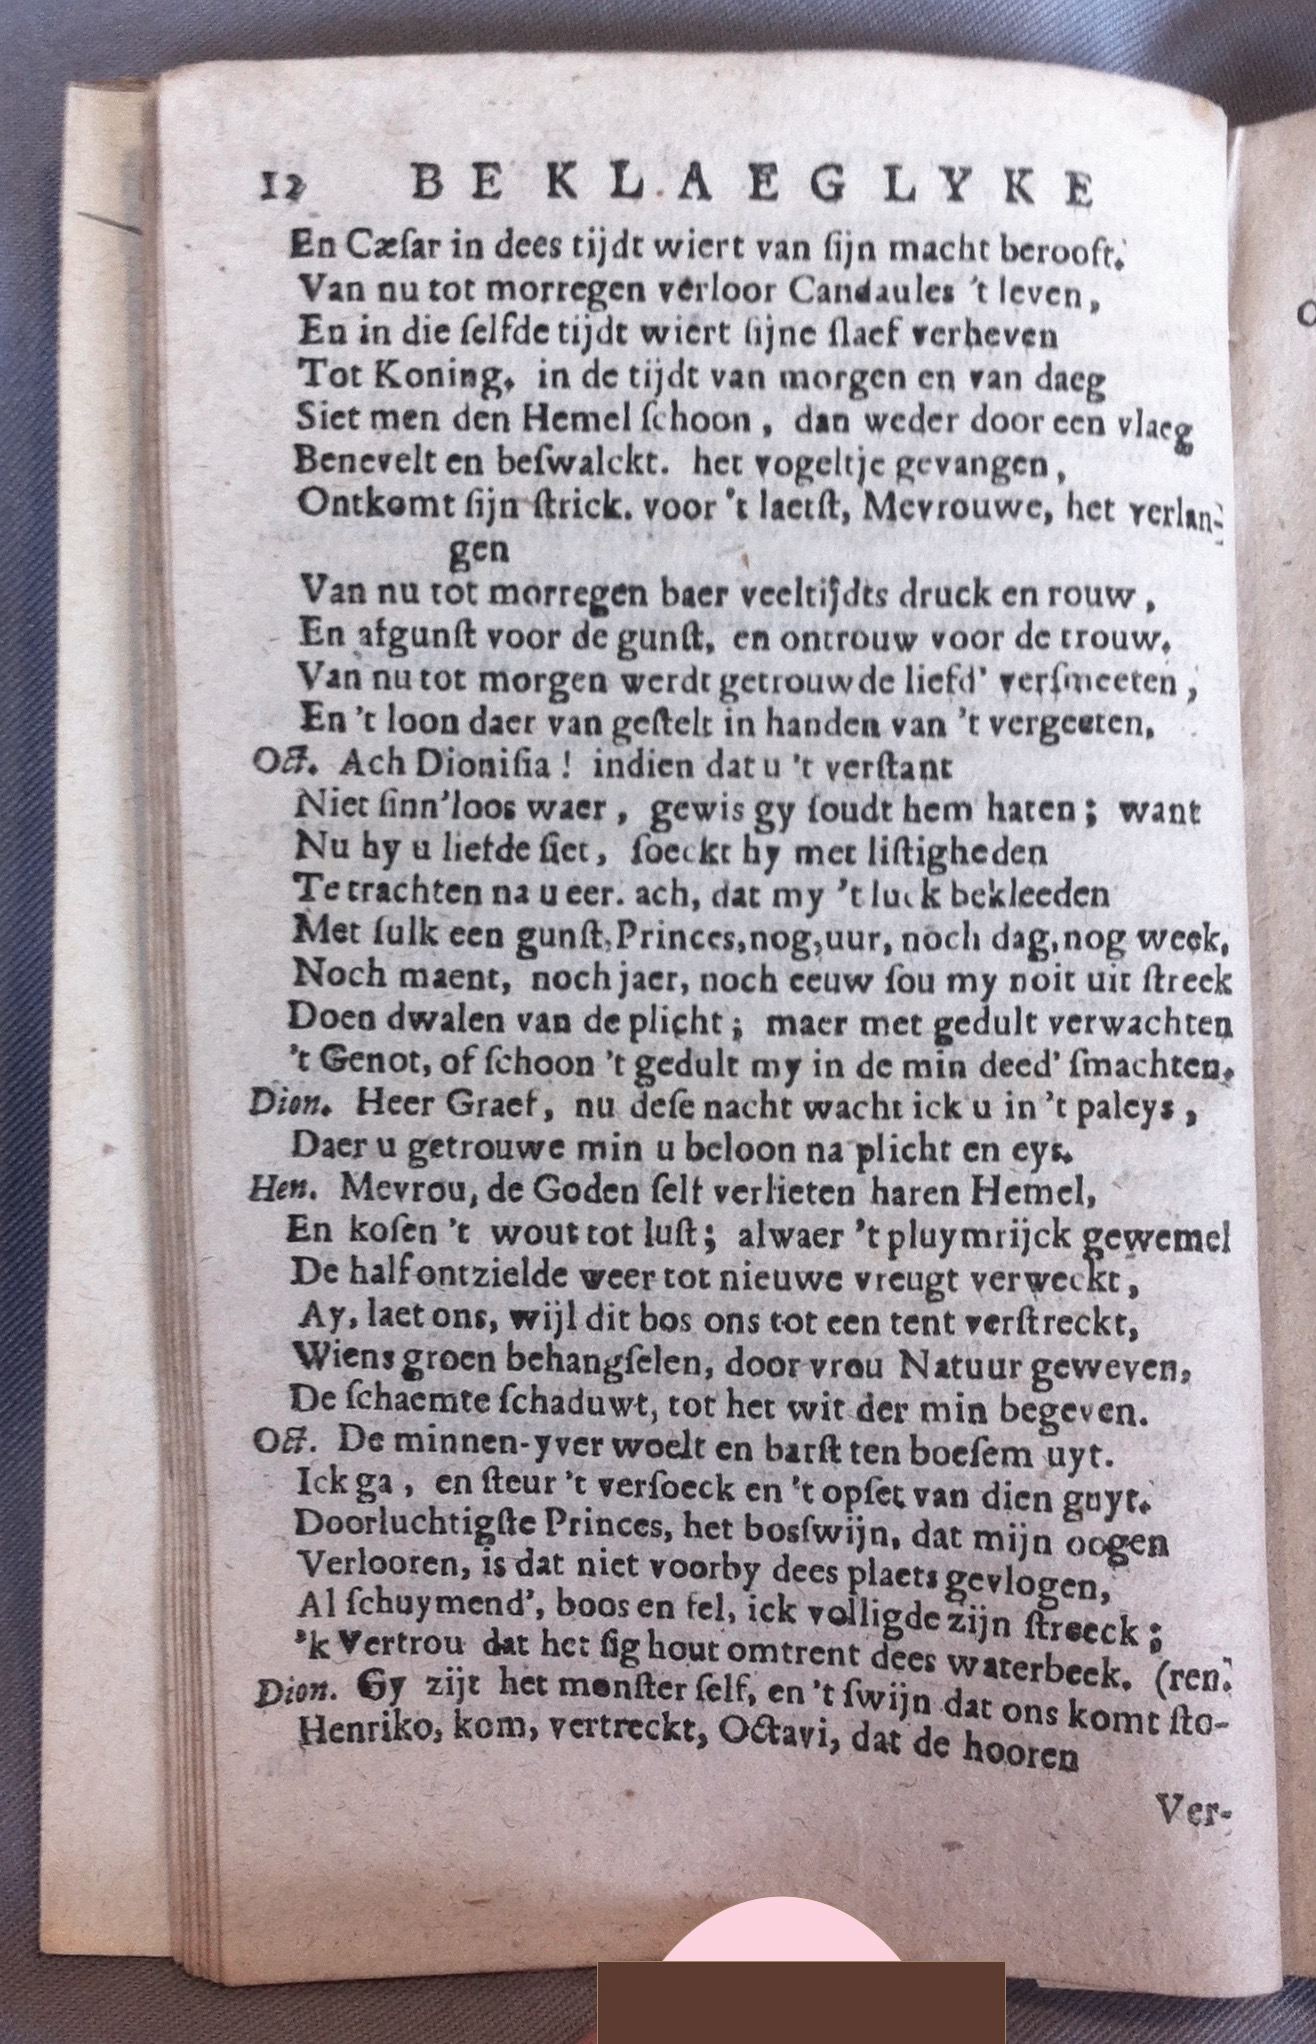 12 BEKLAEGLYKE
En Cæſar in dees tijdt wiert van ſijn macht berooft.
Van nu tot morregen verloor Candaules 't leven,
En in die ſelfde tijdt wiert ſijne ſlaef verheven
Tot Koning. in de tijdt van morgen en van daeg
Siet men den Hemel ſchoon, dan weder door een vlaeg
Benevelt en beſwalckt. het vogeltje gevangen,
Ontkomt ſijn ſtrick. voor 't laetſt, Mevrouwe, het verlan-
gen
Van nu tot morregen baer veeltijdts druck en rouw,
En afgunſt voor de gunſt, en ontrouw voor de trouw.
Van nu tot morgen werdt getrouwde liefd' verſmeeten,
En 't loon daer van geſtelt in handen van 't vergeeten.
Oct. Ach Dioniſia! indien dat u 't verſtant
Niet ſinn'loos waer, gewis gy ſoudt hem haten; want
Nu hy u liefde ſiet, ſoeckt hy met liſtigheden
Te trachten na u eer. ach, dat my 't luck bekleeden
Met ſulk een gunſt, Princes, nog, uur, noch dag, nog week,
Noch maent, noch jaer, noch eeuw ſou my noit uit ſtreek
Doen dwalen van de plicht; maer met gedult verwachten
't Genot, of ſchoon 't gedult my in de min deed' ſmachten.
Dion. Heer Graef, nu deſe nacht wacht ick u in 't paleys,
Daer u getrouwe min u beloon na plicht en eys.
Hen. Mevrou, de Goden ſelf verlieten haren Hemel,
En koſen 't wout tot luſt; alwaer 't pluymrijck gewemel
De half ontzielde weer tot nieuwe vreugt verweckt,
Ay, laet ons, wijl dit bos ons tot een tent verſtreckt,
Wiens groen behangſelen, door vrou Natuur geweven,
De ſchaemte ſchaduwt, tot het wit der min begeven.
Oct. De minnen-yver woelt en barſt ten boeſem uyt.
Ick ga, en ſteur 't verſoeck en 't opſet van dien guyt.
Doorluchtigſte Princes, het bosſwijn, dat mijn oogen
Verlooren, is dat niet voorby dees plaets gevlogen,
Al ſchuymend', boos en fel, ick volligde zijn ſtreeck;
'k Vertrou dat het ſig hout omtrent dees waterbeek. (ren.
Dion. Gy zijt het monſter ſelf, en 't ſwijn dat ons komt ſto-
Henriko, kom, vertreckt, Octavi, dat de hooren
Ver-